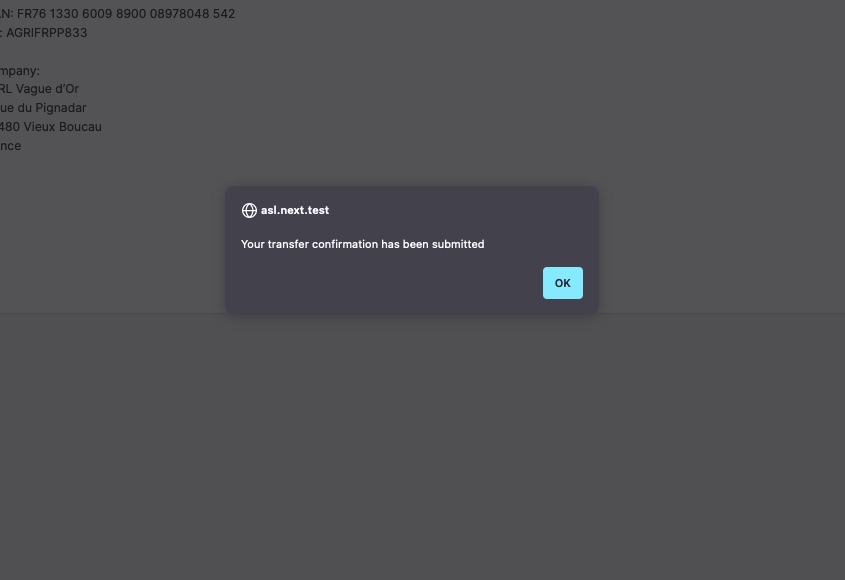 .N: FR76 1330 6009 8900 08978048 542
: AGRIFRPP833
mpany:
RL Vague d'Or
ue du Pignadar
480 Vieux Boucau
nce
asl.next.test
Your transfer confirmation has been submitted
OK